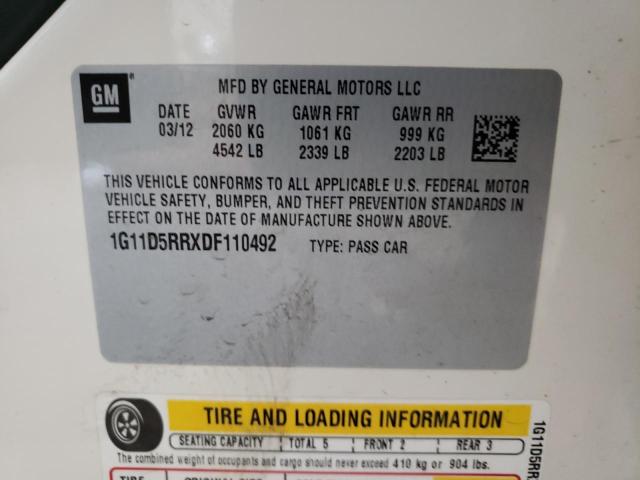 GM
MFD BY GENERAL MOTORS LLC
DATE GVWR GAWR FRT GAWR RR
03/12 2060 KG 1061 KG 999 KG
4542 LB 2339 LB 2203 LB
THIS VEHICLE CONFORMS TO ALL APPLICABLE U.S. FEDERAL MOTOR
VEHICLE SAFETY, BUMPER, AND THEFT PREVENTION STANDARDS IN
EFFECT ON THE DATE OF MANUFACTURE SHOWN ABOVE.
1G11D5RRXDF110492 TYPE: PASS CAR
TIRE AND LOADING INFORMATION
SEATING CAPACITY TOTAL 5 FRONT 2 REAR 3
The combined weight of occupants and cargo should never exceed 410 kg or 904 lbs.
1G11D5RR